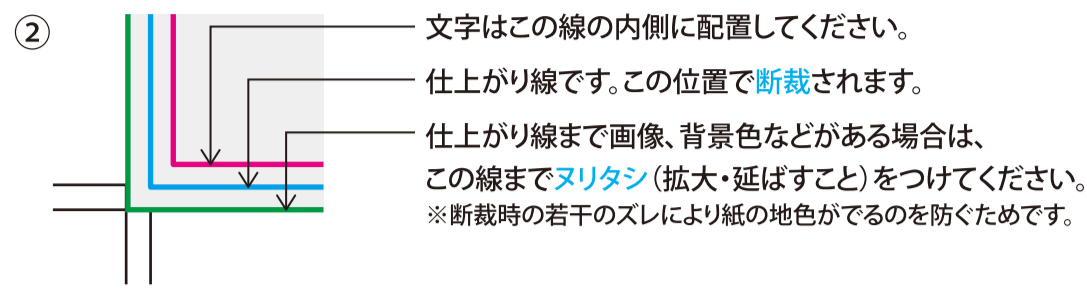 ②
文字はこの線の内側に配置してください。
仕上がり線です。この位置で断裁されます。
仕上がり線まで画像、背景色などがある場合は、
この線までヌリタシ（拡大・延ばすこと）をつけてください。
※断裁時の若干のズレにより紙の地色がでるのを防ぐためです。